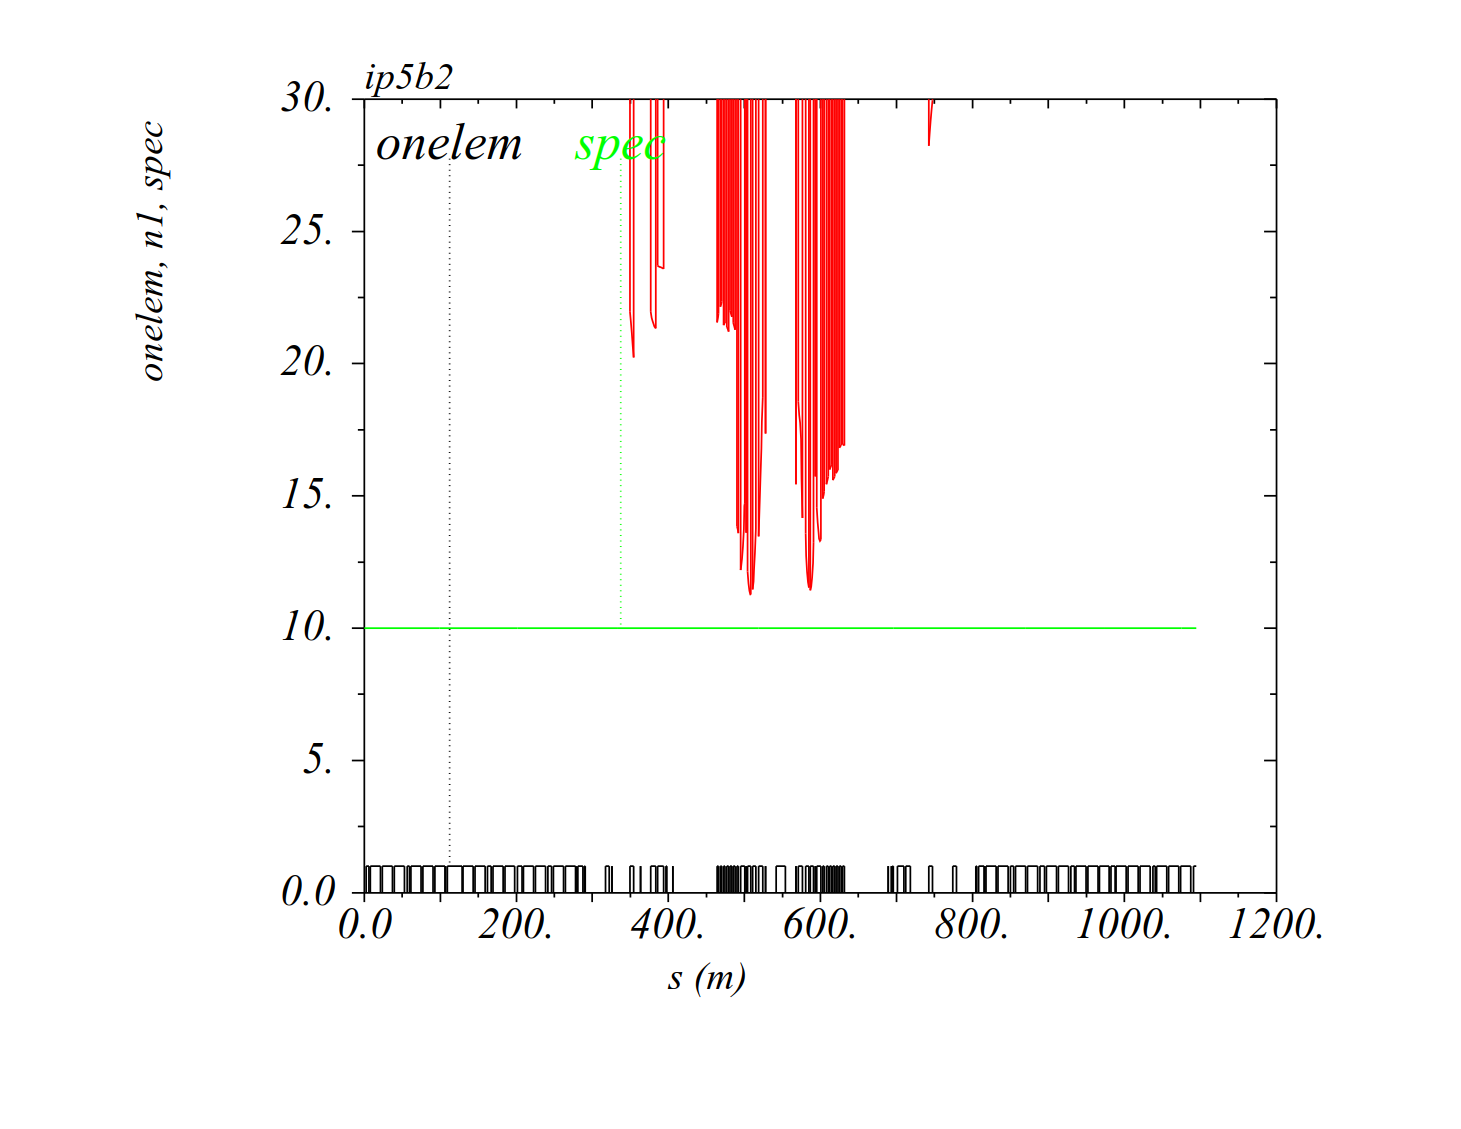 ip5b2
30.
onelem spec
25.
20.
15.
10.
5.
0.0
onelem, n1, spec
0.0 200. 400. 600. 800. 1000. 1200.
s (m)